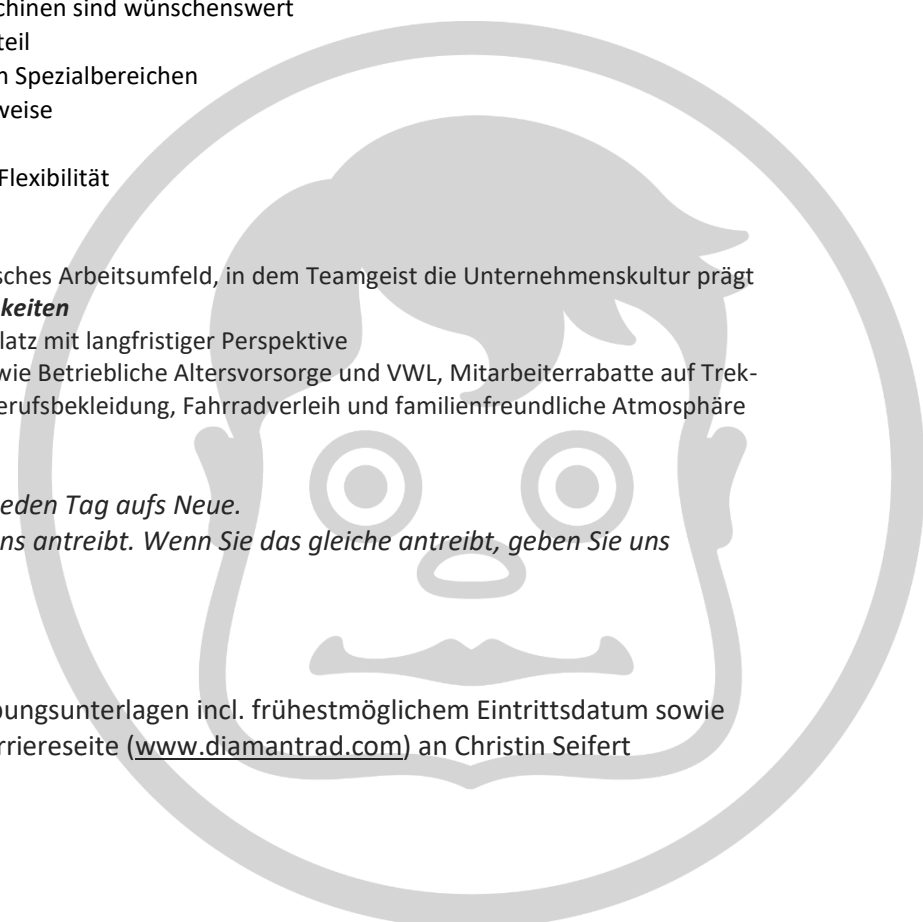 chinen sind wünschenswert
teil
n Spezialbereichen
weise
Flexibilität
sches Arbeitsumfeld, in dem Teamgeist die Unternehmenskultur prägt
keiten
latz mit langfristiger Perspektive
wie Betriebliche Altersvorsorge und VWL, Mitarbeiterrabatte auf Trek-
erufsbekleidung, Fahrradverleih und familienfreundliche Atmosphäre
eden Tag aufs Neue.
ns antreibt. Wenn Sie das gleiche antreibt, geben Sie uns
bungsunterlagen incl. frühestmöglichem Eintrittsdatum sowie
rriereseite (www.diamantrad.com) an Christin Seifert